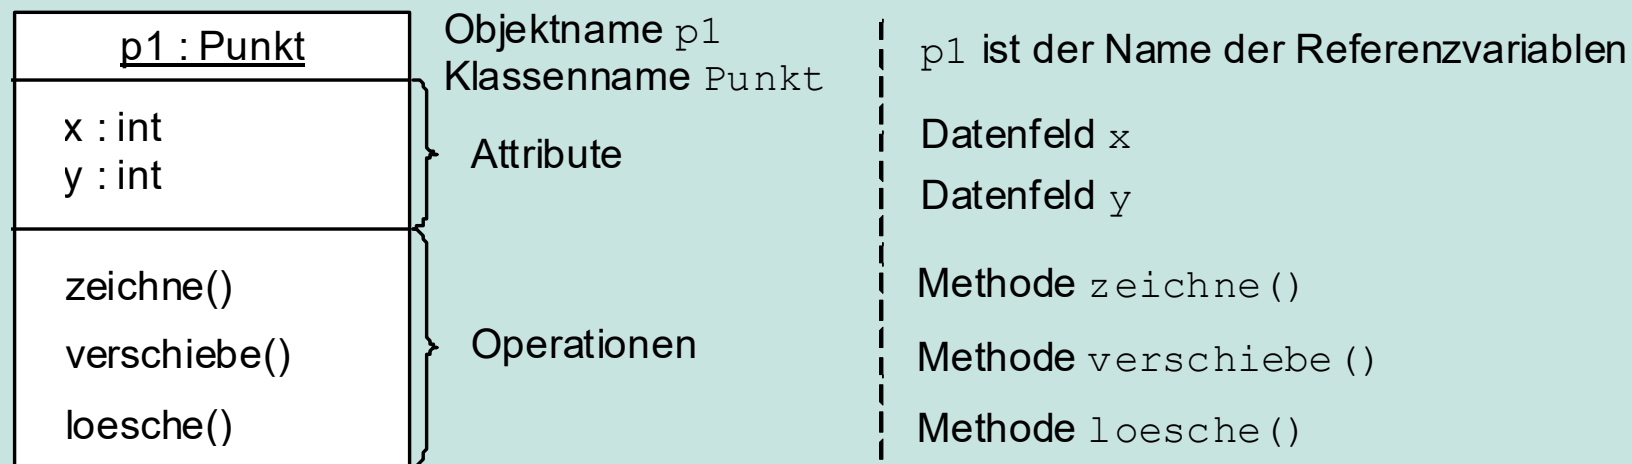 p1 : Punkt
Objektname p1
Klassenname Punkt
p1 ist der Name der Referenzvariablen
x : int
y : int
Attribute
Datenfeld x
Datenfeld y
zeichne()
verschiebe()
loesche()
Operationen
Methode zeichne()
Methode verschiebe()
Methode loesche()